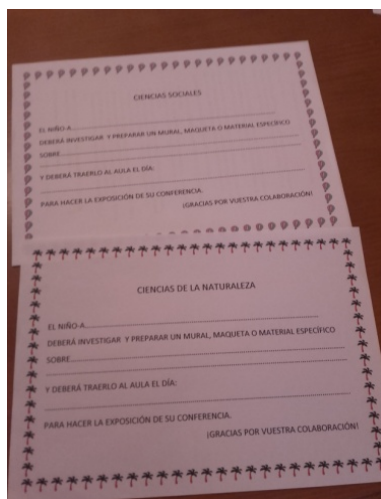 CIENCIAS SOCIALES
EL NIÑO-A................................................................
DEBERÁ INVESTIGAR Y PREPARAR UN MURAL, MAQUETA O MATERIAL ESPECÍFICO
SOBRE................................................................
................................................................
Y DEBERÁ TRAERLO AL AULA EL DÍA:
................................................................
PARA HACER LA EXPOSICIÓN DE SU CONFERENCIA.
¡GRACIAS POR VUESTRA COLABORACIÓN!
CIENCIAS DE LA NATURALEZA
EL NIÑO-A................................................................
DEBERÁ INVESTIGAR Y PREPARAR UN MURAL, MAQUETA O MATERIAL ESPECÍFICO
SOBRE................................................................
................................................................
Y DEBERÁ TRAERLO AL AULA EL DÍA:
................................................................
PARA HACER LA EXPOSICIÓN DE SU CONFERENCIA.
¡GRACIAS POR VUESTRA COLABORACIÓN!